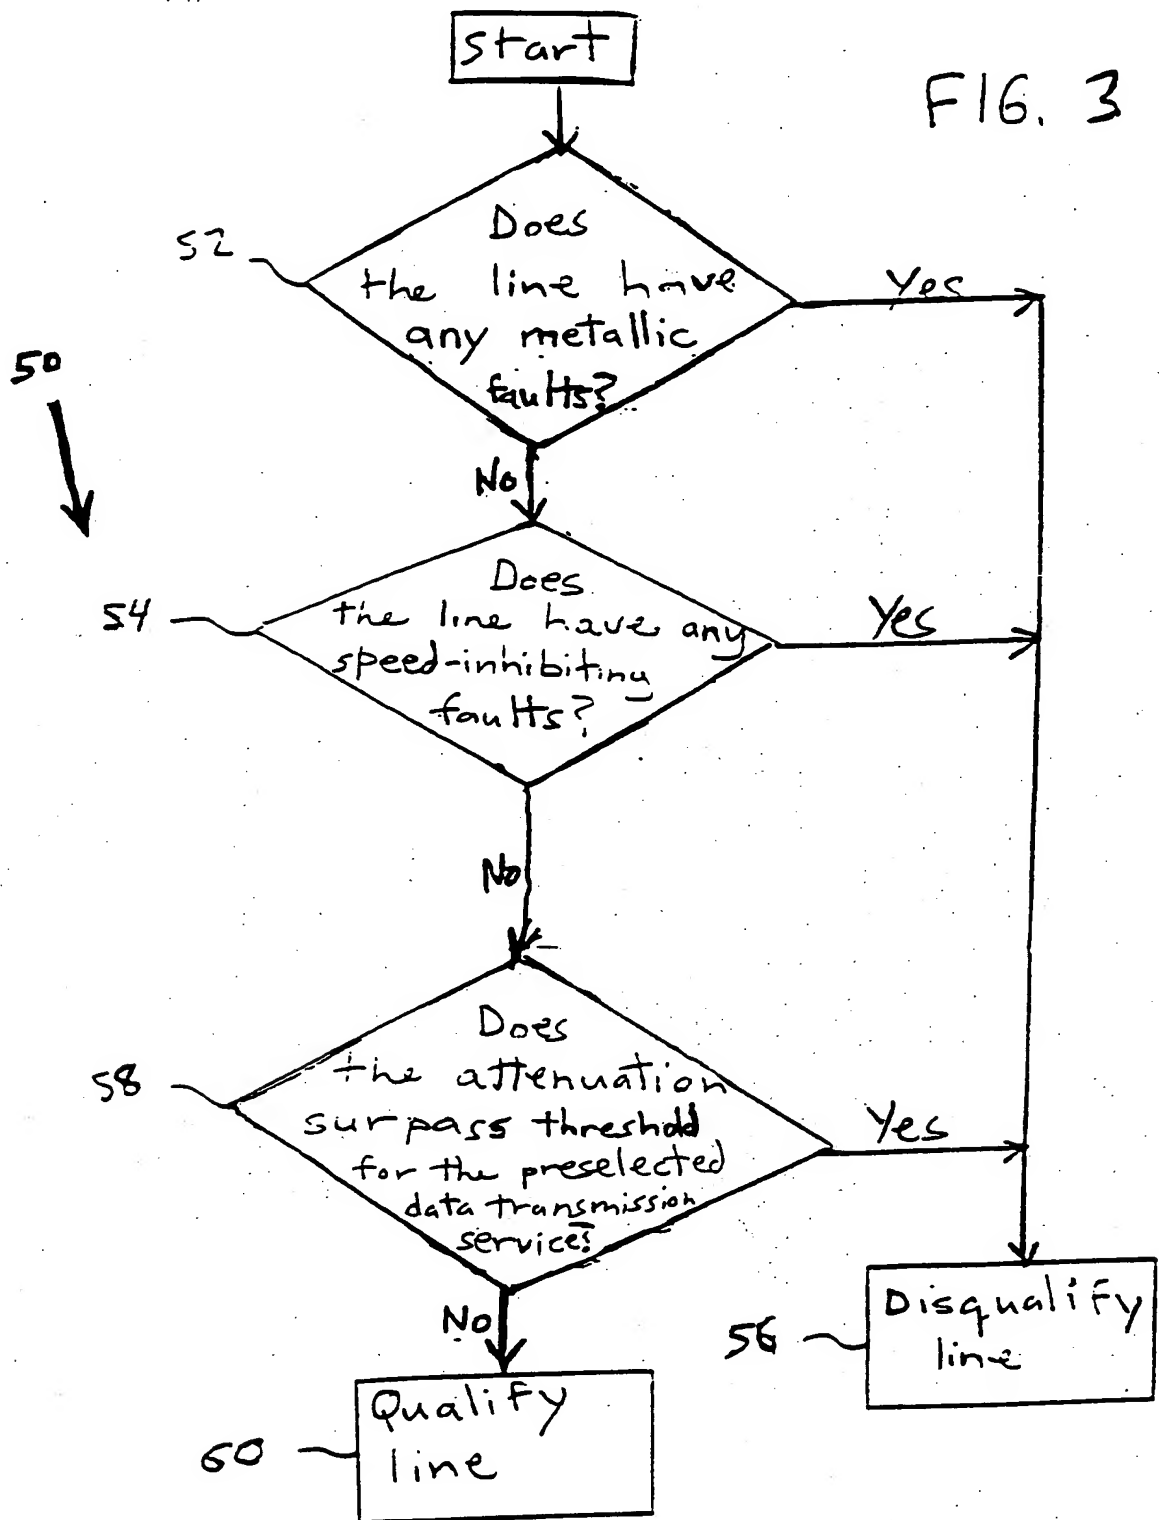 Start
FIG. 3
52
Does
the line have
any metallic
faults?
Yes
50
No
54
Does
the line have any
speed-inhibiting
faults?
Yes
No
58
Does
the attenuation
surpass threshold
for the preselected
data transmission
service?
Yes
No
56
Disqualify
line
60
Qualify
line